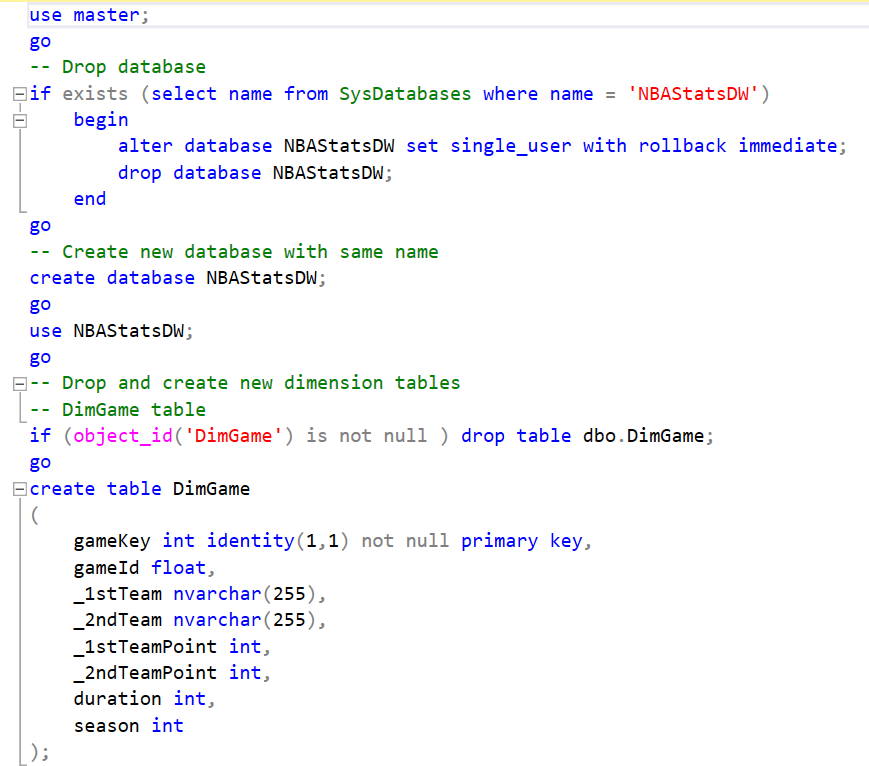 use master;
go
-- Drop database
if exists (select name from SysDatabases where name = 'NBAStatsDW')
    begin
        alter database NBAStatsDW set single_user with rollback immediate;
        drop database NBAStatsDW;
    end
go
-- Create new database with same name
create database NBAStatsDW;
go
use NBAStatsDW;
go
-- Drop and create new dimension tables
-- DimGame table
if (object_id('DimGame') is not null ) drop table dbo.DimGame;
go
create table DimGame
(
    gameKey int identity(1,1) not null primary key,
    gameId float,
    _1stTeam nvarchar(255),
    _2ndTeam nvarchar(255),
    _1stTeamPoint int,
    _2ndTeamPoint int,
    duration int,
    season int
);